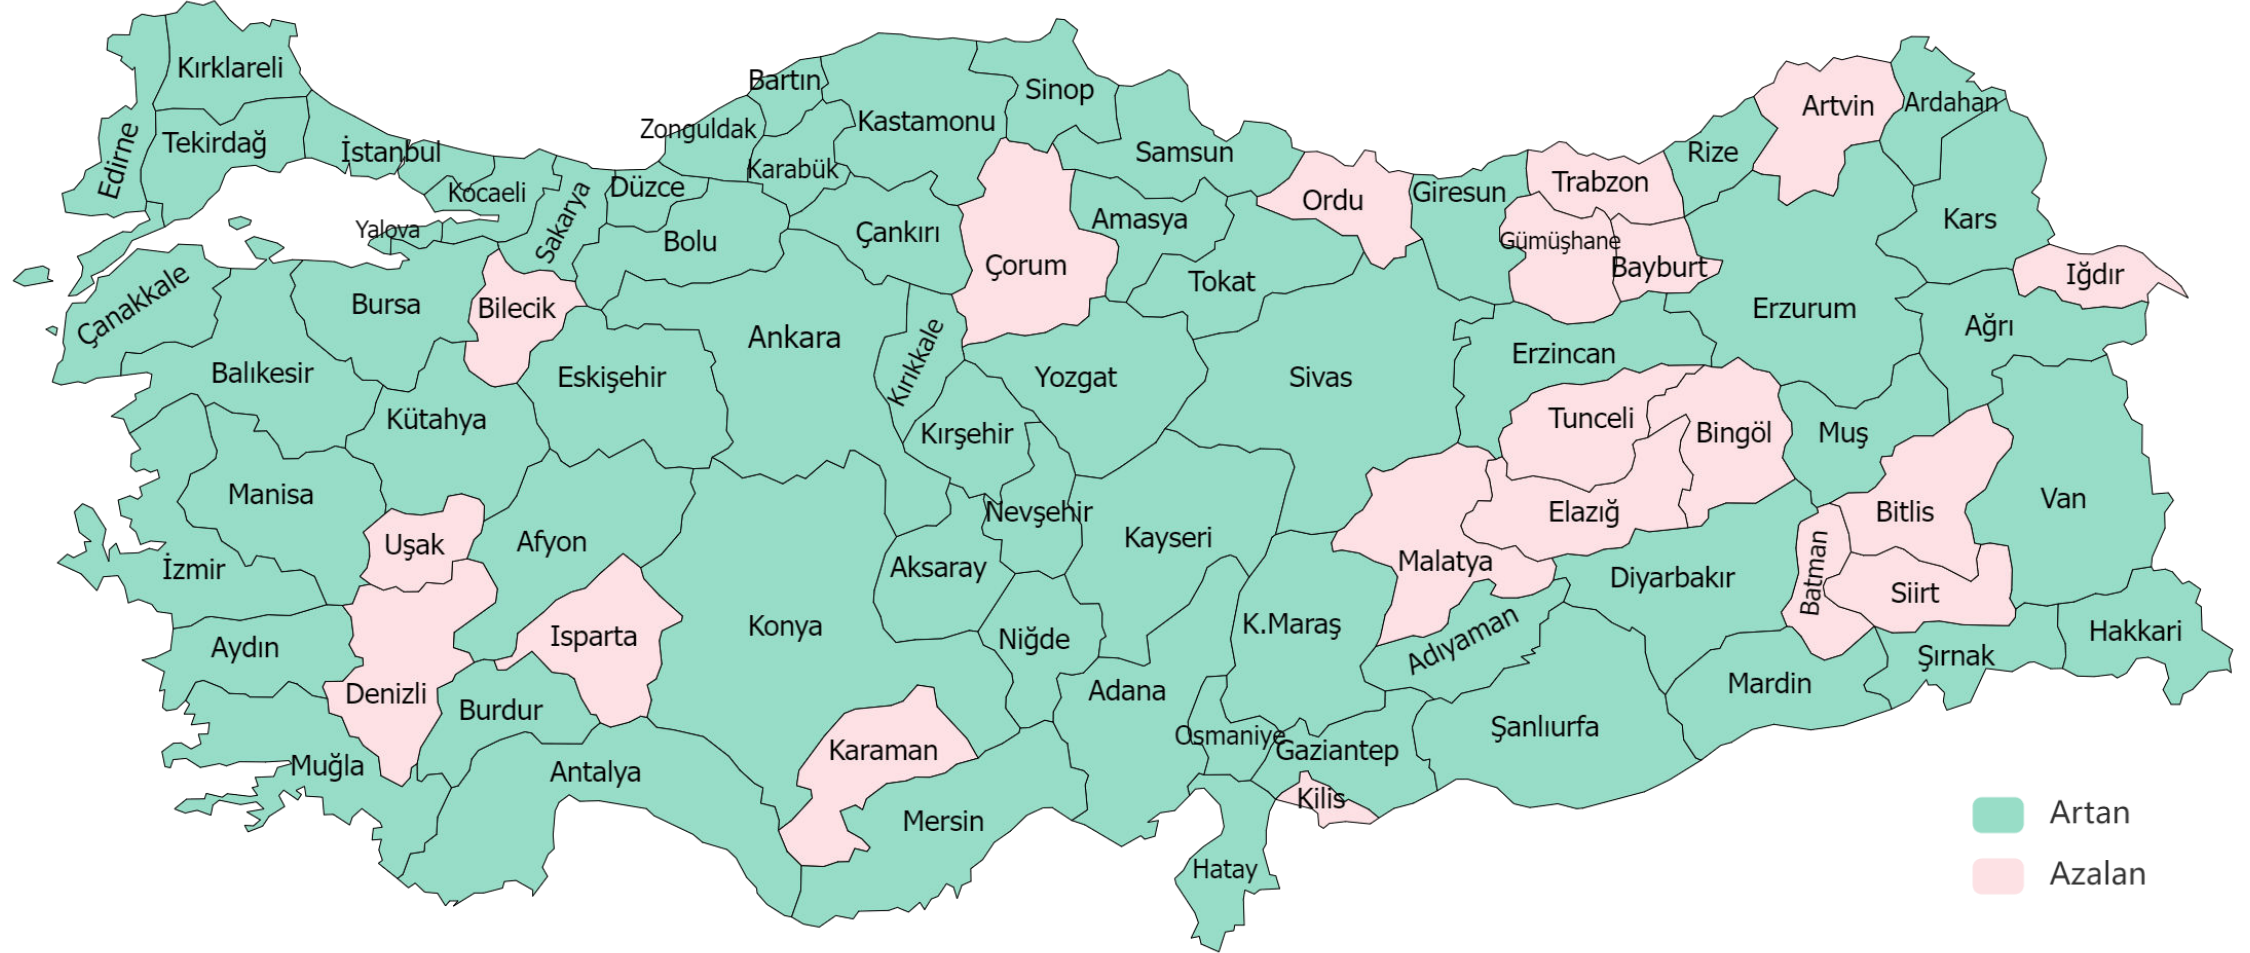 Kırklareli
Edirne
Tekirdağ
İstanbul
Kocaeli
Yalova
Sakarya
Düzce
Bolu
Zonguldak
Bartın
Karabük
Kastamonu
Sinop
Samsun
Çankırı
Çorum
Amasya
Tokat
Ordu
Giresun
Trabzon
Gümüşhane
Bayburt
Rize
Artvin
Ardahan
Kars
Iğdır
Ağrı
Erzurum
Erzincan
Çanakkale
Balıkesir
Bursa
Bilecik
Kütahya
Eskişehir
Ankara
Kırıkkale
Kırşehir
Yozgat
Sivas
Tunceli
Bingöl
Muş
Elazığ
Bitlis
Van
Manisa
Uşak
Afyon
Nevşehir
Aksaray
Kayseri
Malatya
Diyarbakır
Batman
Siirt
İzmir
Aydın
Denizli
Isparta
Burdur
Konya
Niğde
K.Maraş
Adıyaman
Mardin
Şırnak
Hakkari
Muğla
Antalya
Karaman
Mersin
Adana
Osmaniye
Gaziantep
Kilis
Şanlıurfa
Hatay
Artan
Azalan